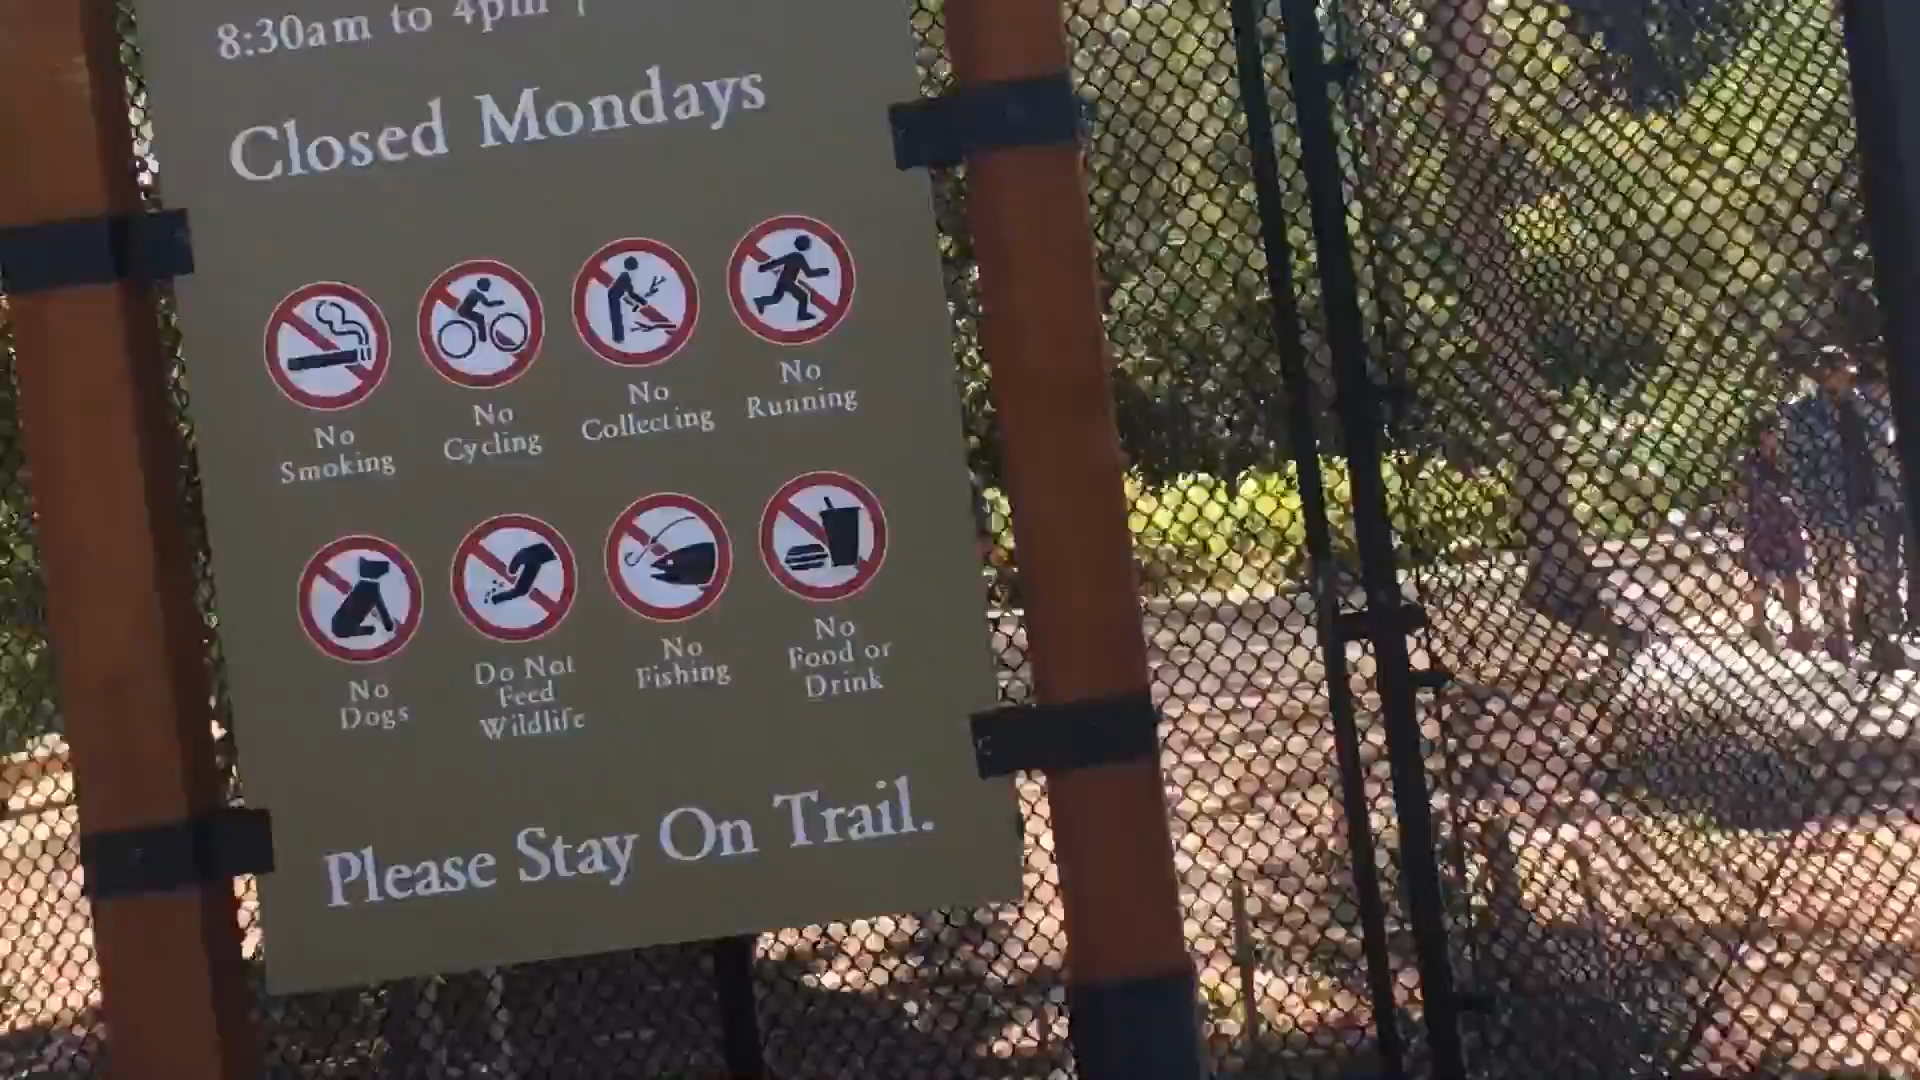 8:30am to 4pm
Closed Mondays
No
Smoking
No
Cycling
No
Collecting
No
Running
No
Dogs
Do Not
Feed
Wildlife
No
Fishing
No
Food or
Drink
Please Stay On Trail.